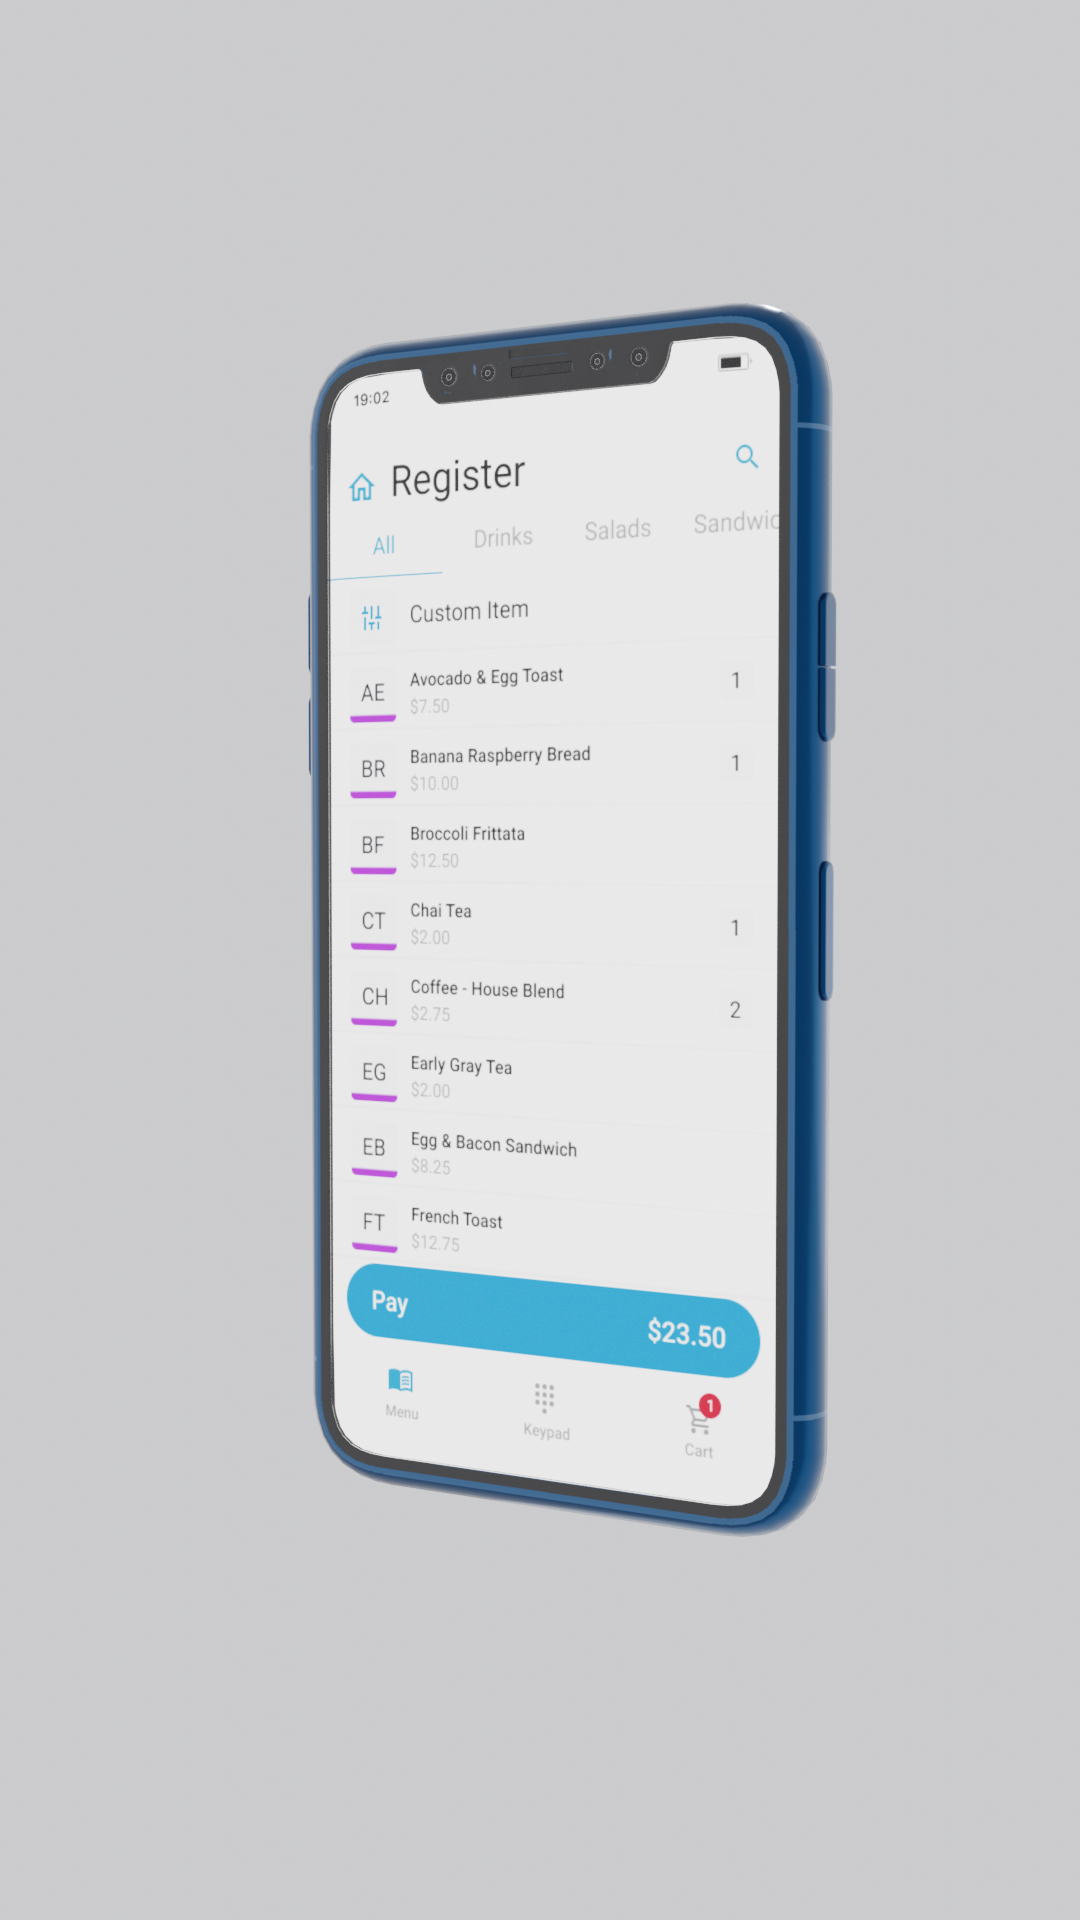 19:02
Register
All Drinks Salads Sandwic
Custom Item
AE Avocado & Egg Toast 1
$7.50
BR Banana Raspberry Bread 1
$10.00
BF Broccoli Frittata
$12.50
CT Chai Tea 1
$2.00
CH Coffee - House Blend 2
$2.75
EG Early Gray Tea
$2.00
EB Egg & Bacon Sandwich
$8.25
FT French Toast
$12.75
Pay $23.50
1
Menu Keypad Cart